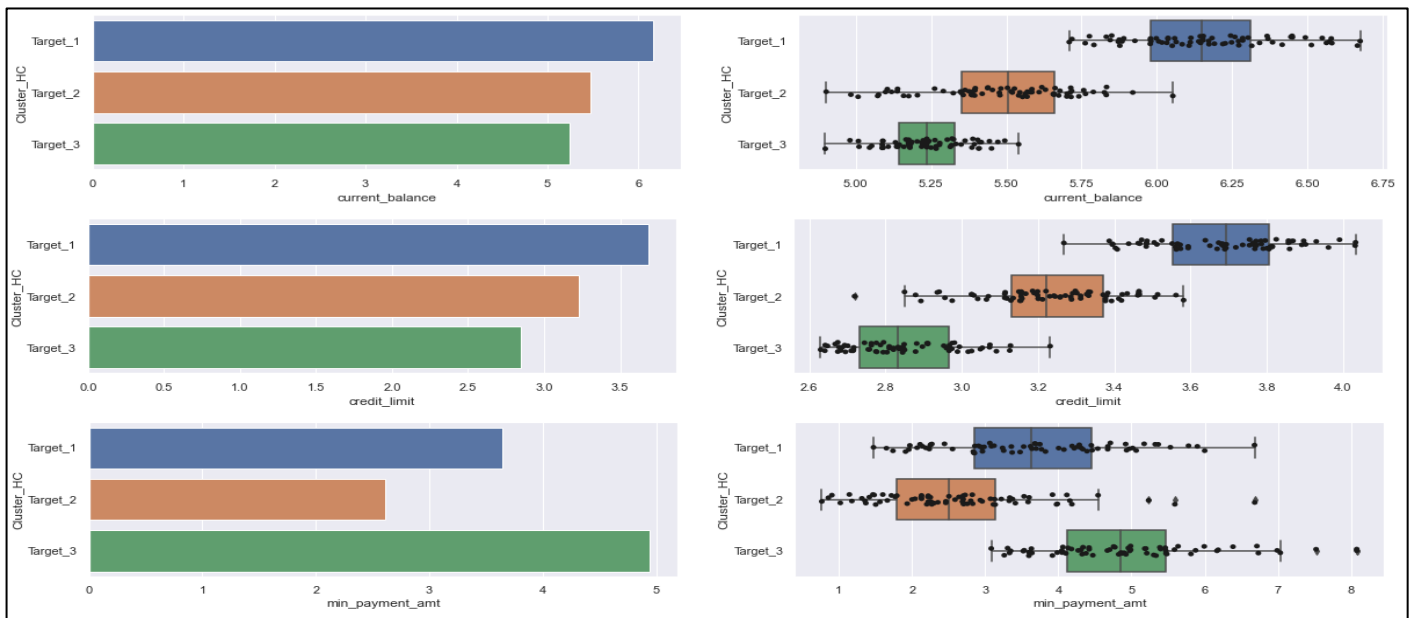 Cluster_HC
Target_1
Target_2
Target_3
0 1 2 3 4 5 6
current_balance
Cluster_HC
Target_1
Target_2
Target_3
5.00 5.25 5.50 5.75 6.00 6.25 6.50 6.75
current_balance
Cluster_HC
Target_1
Target_2
Target_3
0.0 0.5 1.0 1.5 2.0 2.5 3.0 3.5
credit_limit
Cluster_HC
Target_1
Target_2
Target_3
2.6 2.8 3.0 3.2 3.4 3.6 3.8 4.0
credit_limit
Cluster_HC
Target_1
Target_2
Target_3
0 1 2 3 4 5
min_payment_amt
Cluster_HC
Target_1
Target_2
Target_3
1 2 3 4 5 6 7 8
min_payment_amt